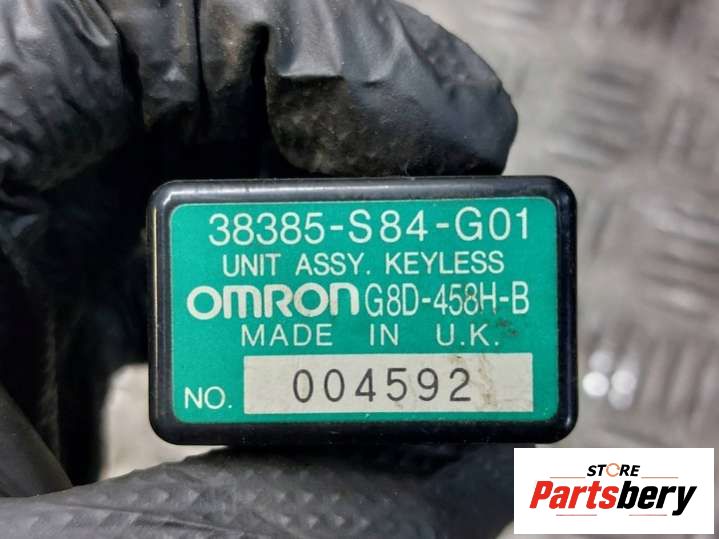 38385-S84-G01
UNIT ASSY. KEYLESS
OMRON G8D-458H-B
MADE IN U.K.
NO. 004592
STORE
Partsbery